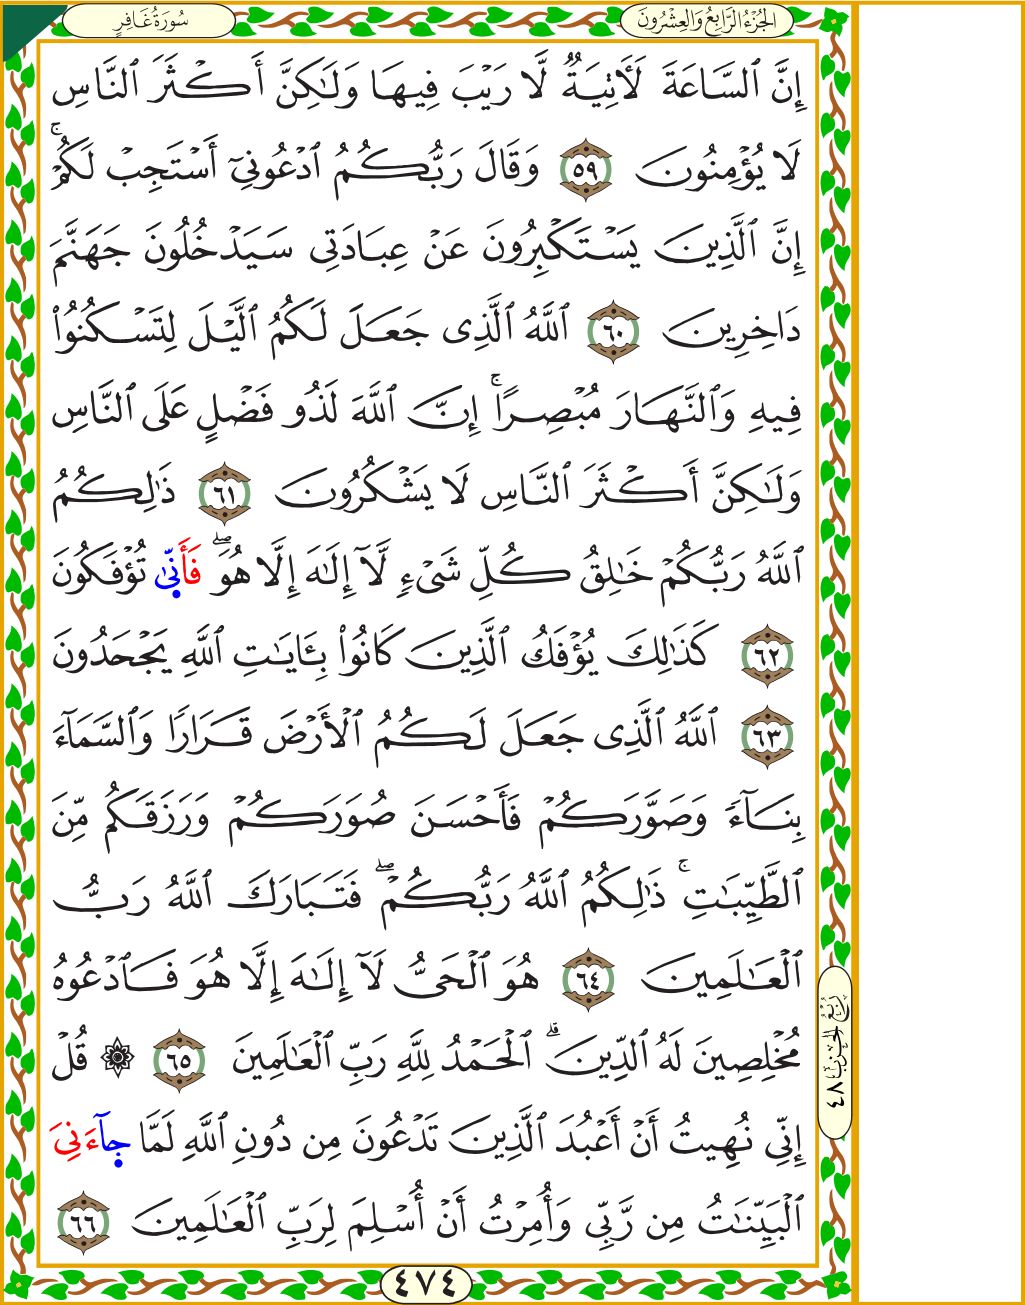 سُورَةُ غَافِرٍ
الجُزْءُ الرَّابِعُ وَالعِشْرُونَ
إِنَّ ٱلسَّاعَةَ لَأٓتِيَةٌ لَّا رَيْبَ فِيهَا وَلَٰكِنَّ أَكْثَرَ ٱلنَّاسِ
لَا يُؤْمِنُونَ ٥٩ وَقَالَ رَبُّكُمُ ٱدْعُونِيٓ أَسْتَجِبْ لَكُمْۚ
إِنَّ ٱلَّذِينَ يَسْتَكْبِرُونَ عَنْ عِبَادَتِي سَيَدْخُلُونَ جَهَنَّمَ
دَاخِرِينَ ٦٠ ٱللَّهُ ٱلَّذِى جَعَلَ لَكُمُ ٱلَّيْلَ لِتَسْكُنُوا۟
فِيهِ وَٱلنَّهَارَ مُبْصِرًاۚ إِنَّ ٱللَّهَ لَذُو فَضْلٍ عَلَى ٱلنَّاسِ
وَلَٰكِنَّ أَكْثَرَ ٱلنَّاسِ لَا يَشْكُرُونَ ٦١ ذَٰلِكُمُ
ٱللَّهُ رَبُّكُمْ خَٰلِقُ كُلِّ شَىْءٍ لَّآ إِلَٰهَ إِلَّا هُوَۖ فَأَنِّىٰ تُؤْفَكُونَ
٦٢ كَذَٰلِكَ يُؤْفَكُ ٱلَّذِينَ كَانُوا۟ بِـَٔايَٰتِ ٱللَّهِ يَجْحَدُونَ
٦٣ ٱللَّهُ ٱلَّذِى جَعَلَ لَكُمُ ٱلْأَرْضَ قَرَارًا وَٱلسَّمَآءَ
بِنَآءً وَصَوَّرَكُمْ فَأَحْسَنَ صُوَرَكُمْ وَرَزَقَكُم مِّنَ
ٱلطَّيِّبَٰتِۚ ذَٰلِكُمُ ٱللَّهُ رَبُّكُمْۖ فَتَبَارَكَ ٱللَّهُ رَبُّ
ٱلْعَٰلَمِينَ ٦٤ هُوَ ٱلْحَىُّ لَآ إِلَٰهَ إِلَّا هُوَ فَٱدْعُوهُ
مُخْلِصِينَ لَهُ ٱلدِّينَۗ ٱلْحَمْدُ لِلَّهِ رَبِّ ٱلْعَٰلَمِينَ ٦٥ ۞ قُلْ
إِنِّي نُهِيتُ أَنْ أَعْبُدَ ٱلَّذِينَ تَدْعُونَ مِن دُونِ ٱللَّهِ لَمَّا جَآءَنِىَ
ٱلْبَيِّنَٰتُ مِن رَّبِّي وَأُمِرْتُ أَنْ أُسْلِمَ لِرَبِّ ٱلْعَٰلَمِينَ ٦٦
رُبْعُ الحِزْبِ ٤٨
٤٧٤